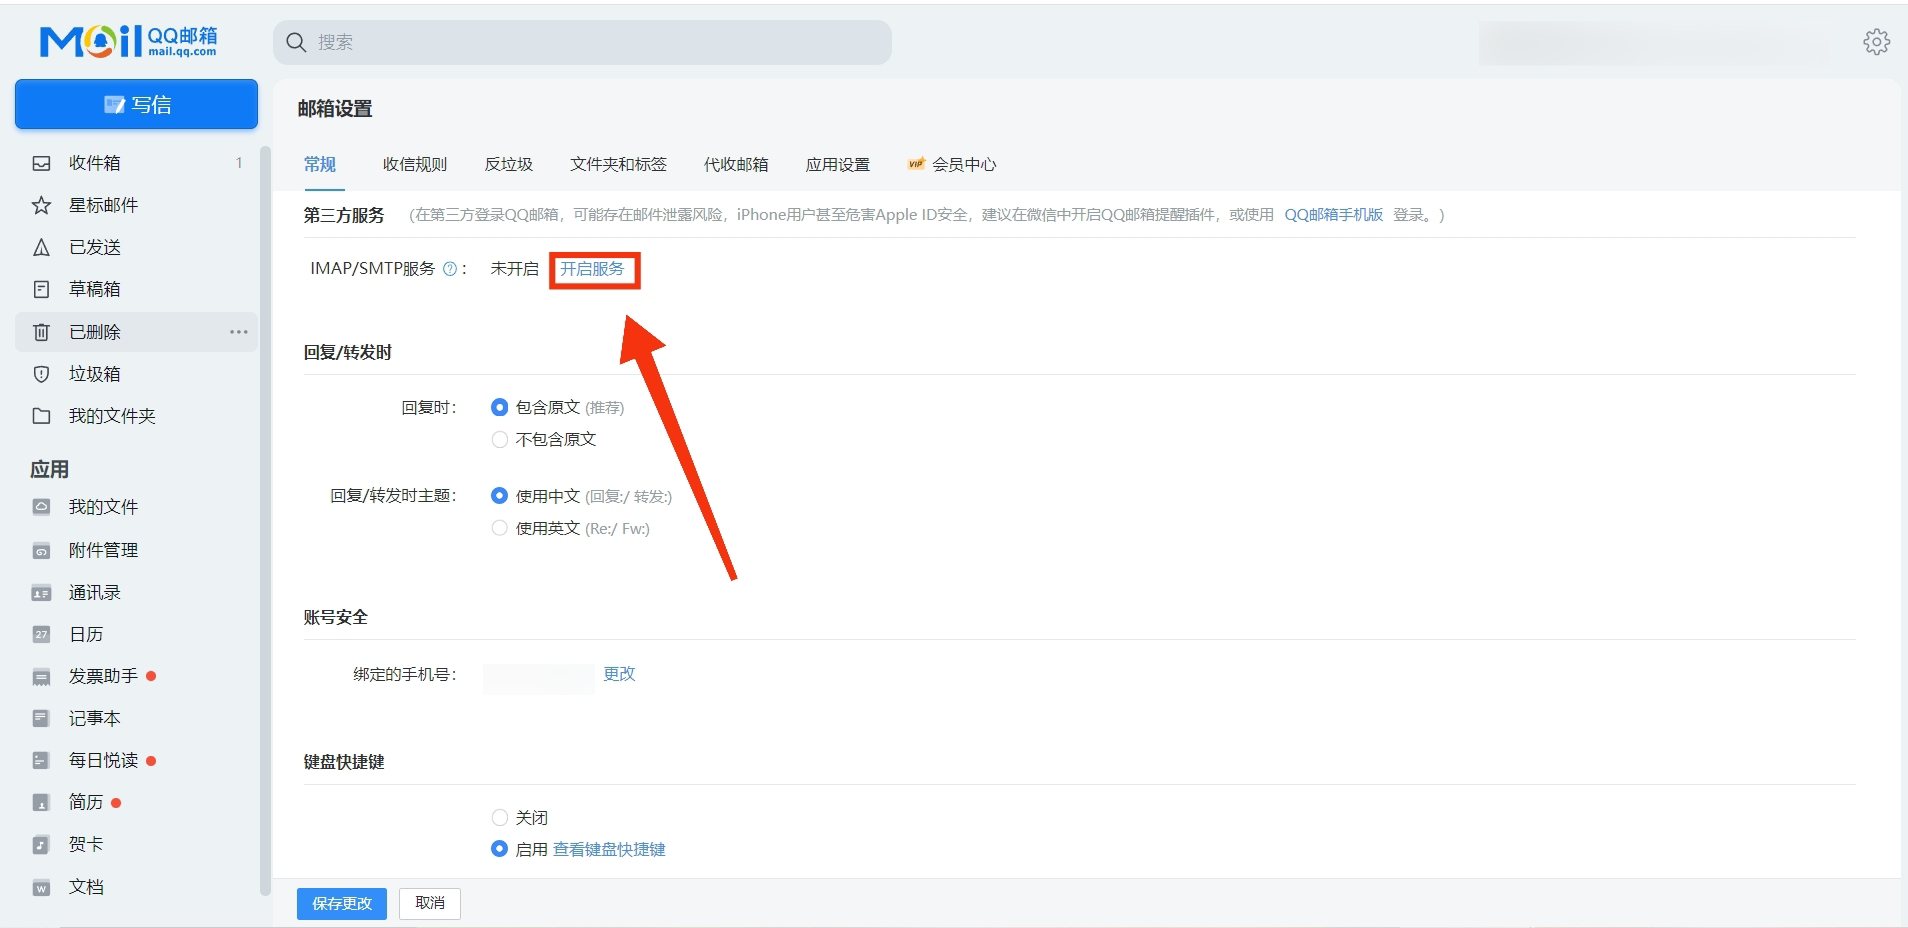 Mail QQ邮箱
mail.qq.com
搜索
写信
收件箱 1
星标邮件
已发送
草稿箱
已删除
垃圾箱
我的文件夹
应用
我的文件
附件管理
通讯录
27 日历
发票助手
记事本
每日悦读
简历
贺卡
W 文档
邮箱设置
常规 收信规则 反垃圾 文件夹和标签 代收邮箱 应用设置 VIP 会员中心
第三方服务 (在第三方登录QQ邮箱，可能存在邮件泄露风险，iPhone用户甚至危害Apple ID安全，建议在微信中开启QQ邮箱提醒插件，或使用 QQ邮箱手机版 登录。)
IMAP/SMTP服务 ? ： 未开启 开启服务
回复/转发时
回复时： 包含原文 (推荐)
不包含原文
回复/转发时主题： 使用中文 (回复:/ 转发:)
使用英文 (Re:/ Fw:)
账号安全
绑定的手机号： 更改
键盘快捷键
关闭
启用 查看键盘快捷键
保存更改 取消